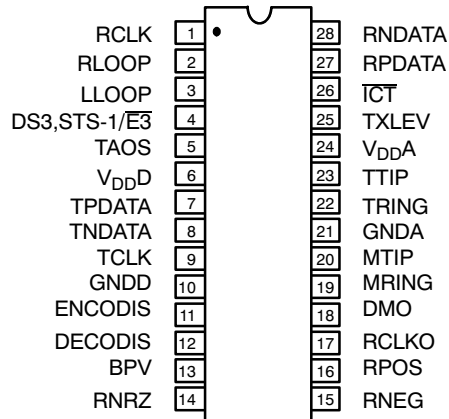 RCLK 1 28 RNDATA
RLOOP 2 27 RPDATA
LLOOP 3 26 I̅C̅T̅
DS3,STS-1/E̅3̅ 4 25 TXLEV
TAOS 5 24 VDDA
VDDD 6 23 TTIP
TPDATA 7 22 TRING
TNDATA 8 21 GNDA
TCLK 9 20 MTIP
GNDD 10 19 MRING
ENCODIS 11 18 DMO
DECODIS 12 17 RCLKO
BPV 13 16 RPOS
RNRZ 14 15 RNEG